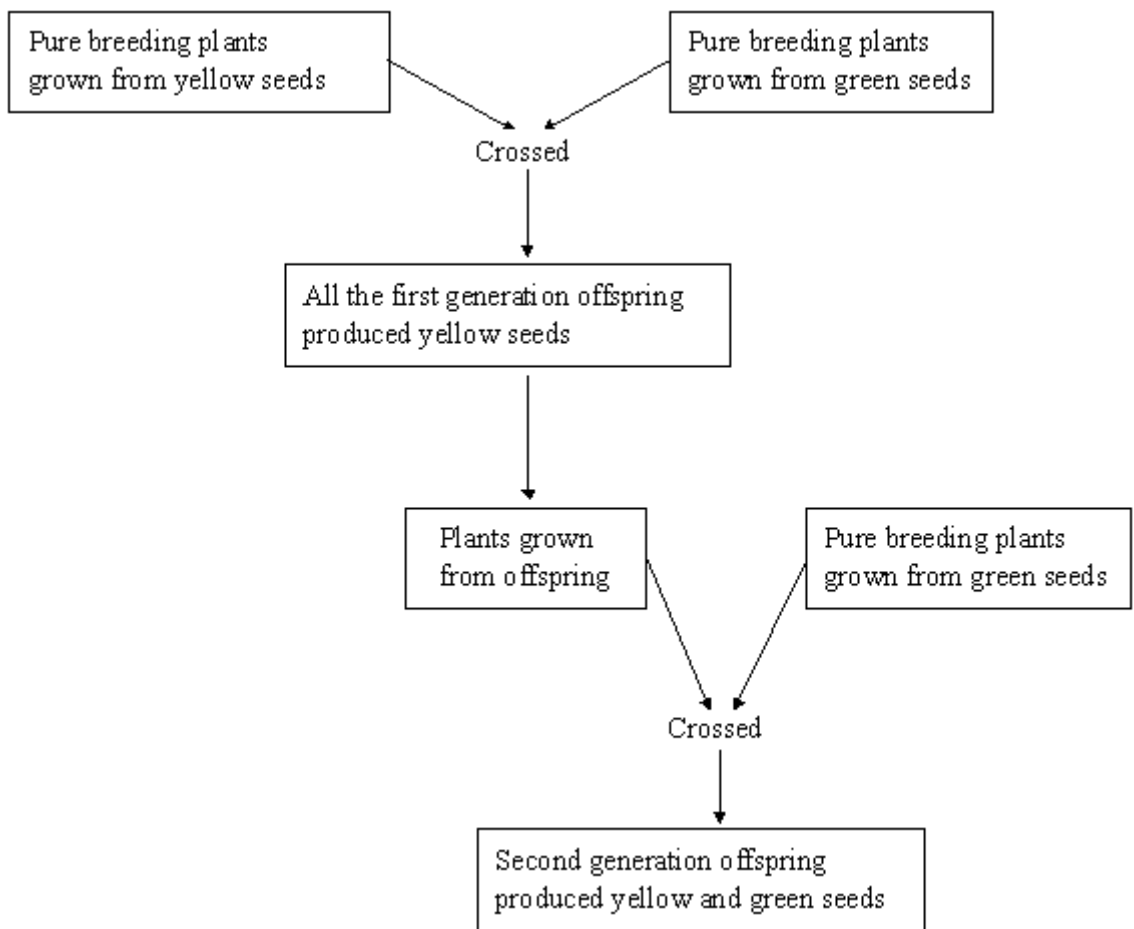 Pure breeding plants
grown from yellow seeds
Pure breeding plants
grown from green seeds
Crossed
All the first generation offspring
produced yellow seeds
Plants grown
from offspring
Pure breeding plants
grown from green seeds
Crossed
Second generation offspring
produced yellow and green seeds